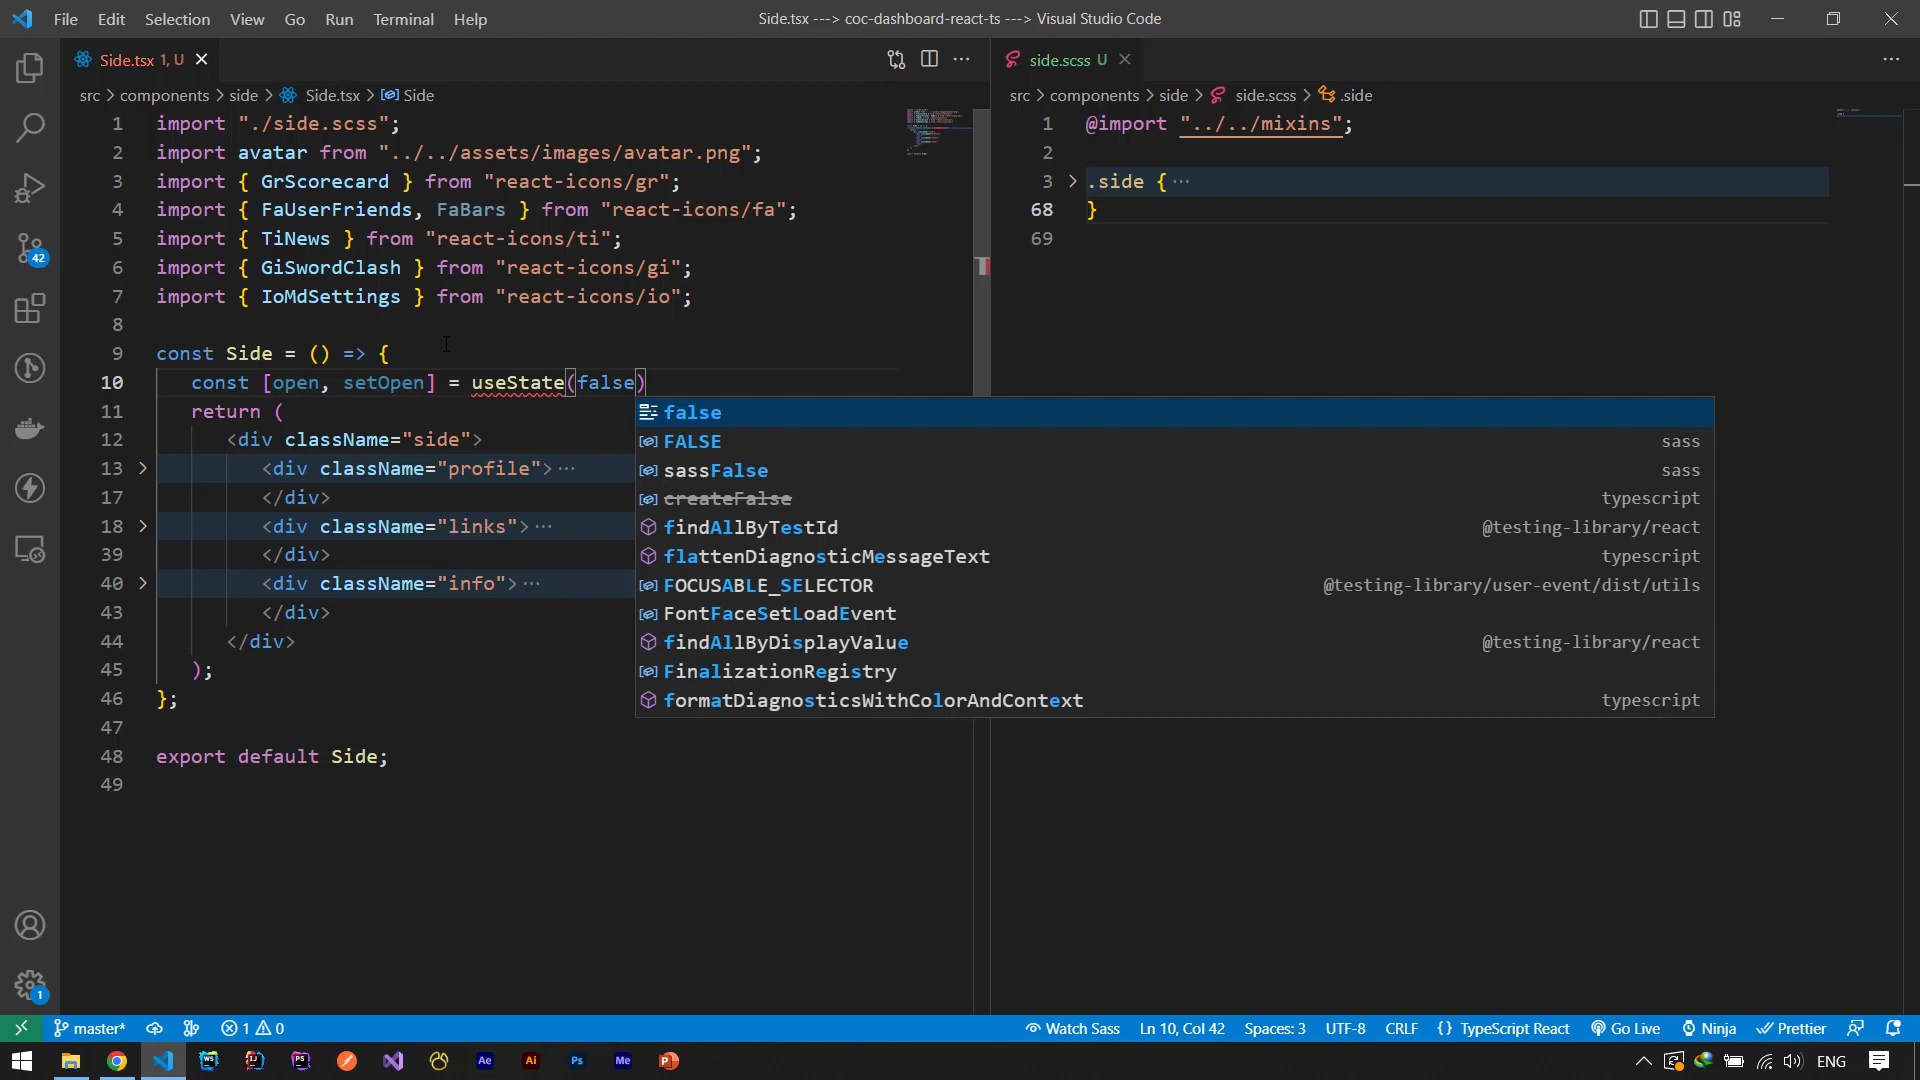 File Edit Selection View Go Run Terminal Help
Side.tsx ---> coc-dashboard-react-ts ---> Visual Studio Code
Side.tsx 1, U
src > components > side > Side.tsx > Side
1 import "./side.scss";
2 import avatar from "../../assets/images/avatar.png";
3 import { GrScorecard } from "react-icons/gr";
4 import { FaUserFriends, FaBars } from "react-icons/fa";
5 import { TiNews } from "react-icons/ti";
6 import { GiSwordClash } from "react-icons/gi";
7 import { IoMdSettings } from "react-icons/io";
8
9 const Side = () => {
10 const [open, setOpen] = useState(false)
11 return (
12 <div className="side">
13 <div className="profile">···
17 </div>
18 <div className="links">···
39 </div>
40 <div className="info">···
43 </div>
44 </div>
45 );
46 };
47
48 export default Side;
49
false
FALSE sass
sassFalse sass
createFalse typescript
findAllByTestId @testing-library/react
flattenDiagnosticMessageText typescript
FOCUSABLE_SELECTOR @testing-library/user-event/dist/utils
FontFaceSetLoadEvent
findAllByDisplayValue @testing-library/react
FinalizationRegistry
formatDiagnosticsWithColorAndContext typescript
side.scss U
src > components > side > side.scss > .side
1 @import "../../mixins";
2
3 .side {···
68 }
69
42
1
master* 1 0
Watch Sass Ln 10, Col 42 Spaces: 3 UTF-8 CRLF {} TypeScript React Go Live Ninja Prettier
WS IJ PS Ae Ai Ps Me P ENG